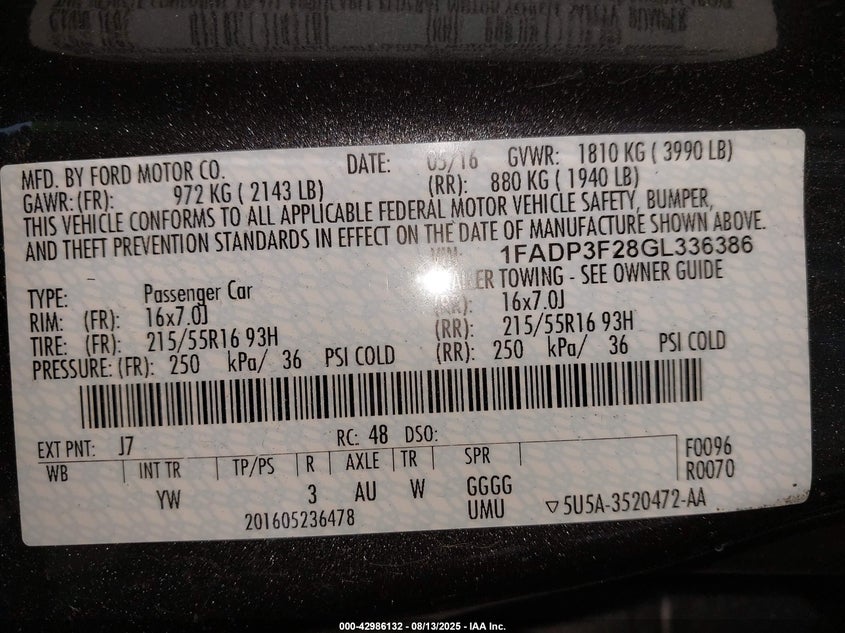 MFD. BY FORD MOTOR CO. DATE: 05/16 GVWR: 1810 KG ( 3990 LB)
GAWR: (FR): 972 KG ( 2143 LB) (RR): 880 KG ( 1940 LB)
THIS VEHICLE CONFORMS TO ALL APPLICABLE FEDERAL MOTOR VEHICLE SAFETY, BUMPER,
AND THEFT PREVENTION STANDARDS IN EFFECT ON THE DATE OF MANUFACTURE SHOWN ABOVE.
VIN: 1FADP3F28GL336386
TOWING - SEE OWNER GUIDE
TYPE: Passenger Car
RIM: (FR): 16x7.0J (RR): 16x7.0J
TIRE: (FR): 215/55R16 93H (RR): 215/55R16 93H
PRESSURE: (FR): 250 kPa/ 36 PSI COLD (RR): 250 kPa/ 36 PSI COLD
EXT PNT: J7 RC: 48 DSO: F0096
WB INT TR TP/PS R AXLE TR SPR R0070
YW 3 AU W GGGG
201605236478 UMU ▽5U5A-3520472-AA
000-42986132 - 08/13/2025 - IAA Inc.